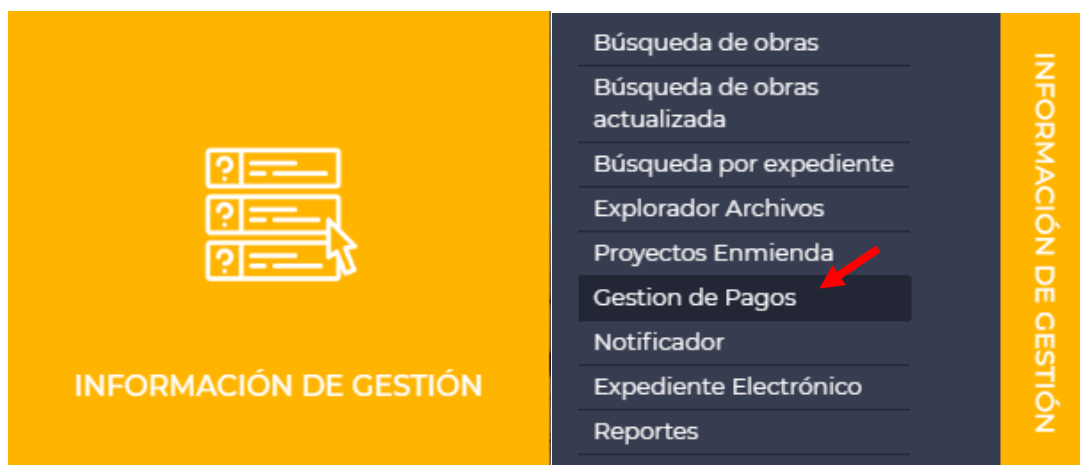 INFORMACIÓN DE GESTIÓN
Búsqueda de obras
Búsqueda de obras
actualizada
Búsqueda por expediente
Explorador Archivos
Proyectos Enmienda
Gestion de Pagos
Notificador
Expediente Electrónico
Reportes
INFORMACIÓN DE GESTIÓN